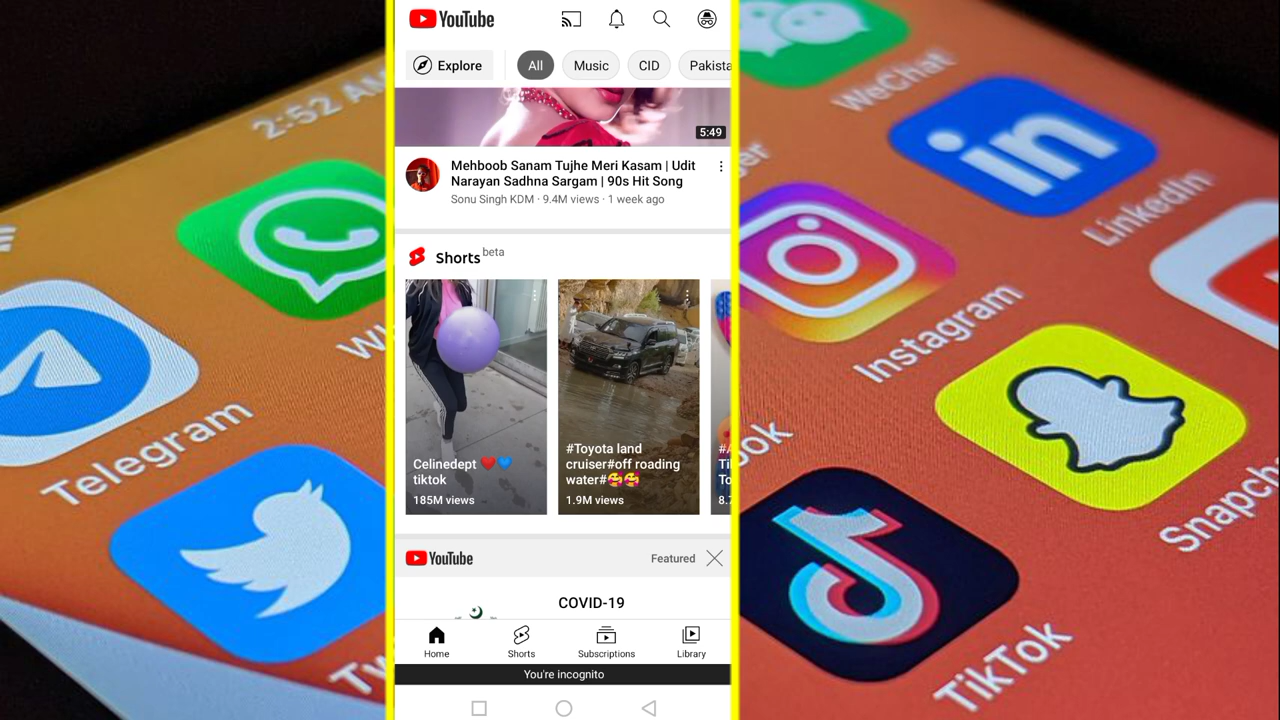 2:52 AM
Telegram
YouTube
Explore
All
Music
CID
Pakista
5:49
Mehboob Sanam Tujhe Meri Kasam | Udit
Narayan Sadhna Sargam | 90s Hit Song
Sonu Singh KDM · 9.4M views · 1 week ago
Shorts beta
Celinedept ❤️💙
tiktok
185M views
#Toyota land
cruiser#off roading
water#🥰🥰
1.9M views
YouTube
Featured
COVID-19
Home
Shorts
Subscriptions
Library
You're incognito
WeChat
in
LinkedIn
Instagram
Snapch
TikTok